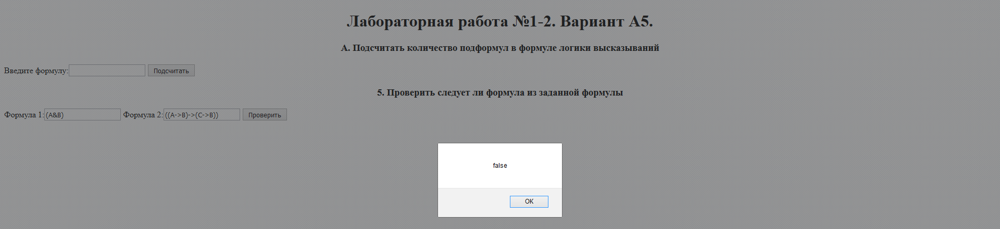 Лабораторная работа №1-2. Вариант А5.
А. Подсчитать количество подформул в формуле логики высказываний
Введите формулу: Подсчитать
5. Проверить следует ли формула из заданной формулы
Формула 1: (A&B) Формула 2: ((A->B)->(C->B)) Проверить
false
OK